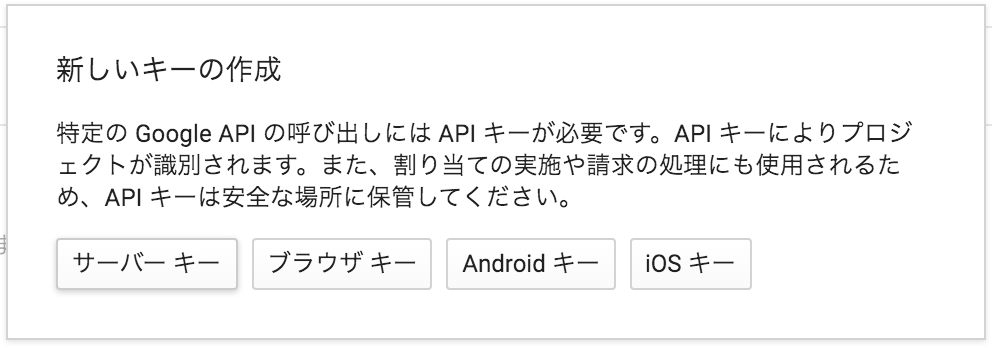 新しいキーの作成
特定の Google API の呼び出しには API キーが必要です。API キーによりプロジ
ェクトが識別されます。また、割り当ての実施や請求の処理にも使用されるた
め、API キーは安全な場所に保管してください。
サーバー キー ブラウザ キー Android キー iOS キー